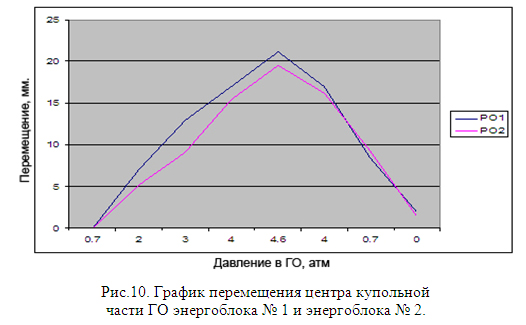 25
20
15
10
5
0
Перемещение, мм.
0.7 2 3 4 4.6 4 0.7 0
Давление в ГО, атм
РО1
РО2
Рис.10. График перемещения центра купольной
части ГО энергоблока № 1 и энергоблока № 2.